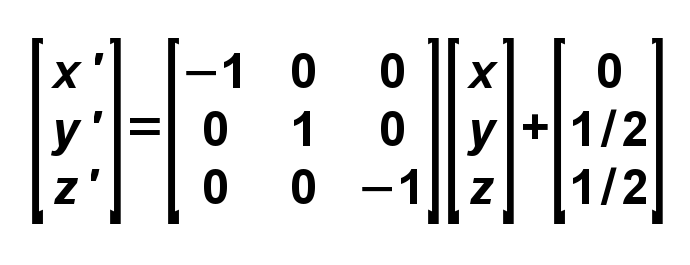 [x'] = [−1 0 0] [x] + [0]
[y'] [0 1 0] [y] [1/2]
[z'] [0 0 −1] [z] [1/2]